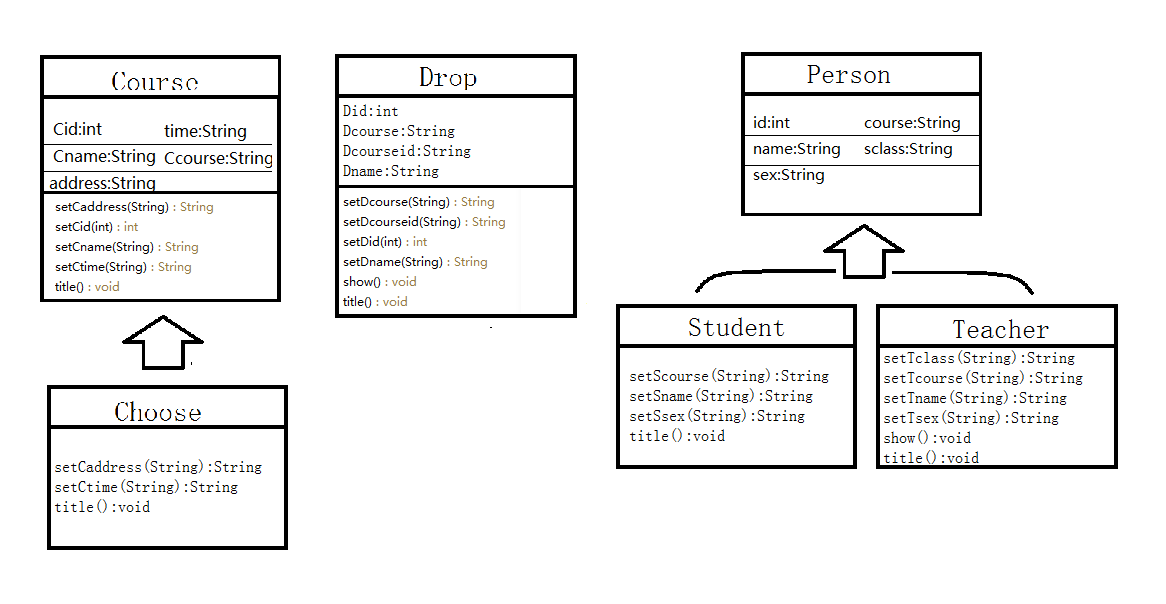 Course
Cid:int time:String
Cname:String Ccourse:String
address:String
setCaddress(String) : String
setCid(int) : int
setCname(String) : String
setCtime(String) : String
title() : void
Choose
setCaddress(String):String
setCtime(String):String
title():void
Drop
Did:int
Dcourse:String
Dcourseid:String
Dname:String
setDcourse(String) : String
setDcourseid(String) : String
setDid(int) : int
setDname(String) : String
show() : void
title() : void
Person
id:int course:String
name:String sclass:String
sex:String
Student
setScourse(String):String
setSname(String):String
setSsex(String):String
title():void
Teacher
setTclass(String):String
setTcourse(String):String
setTname(String):String
setTsex(String):String
show():void
title():void